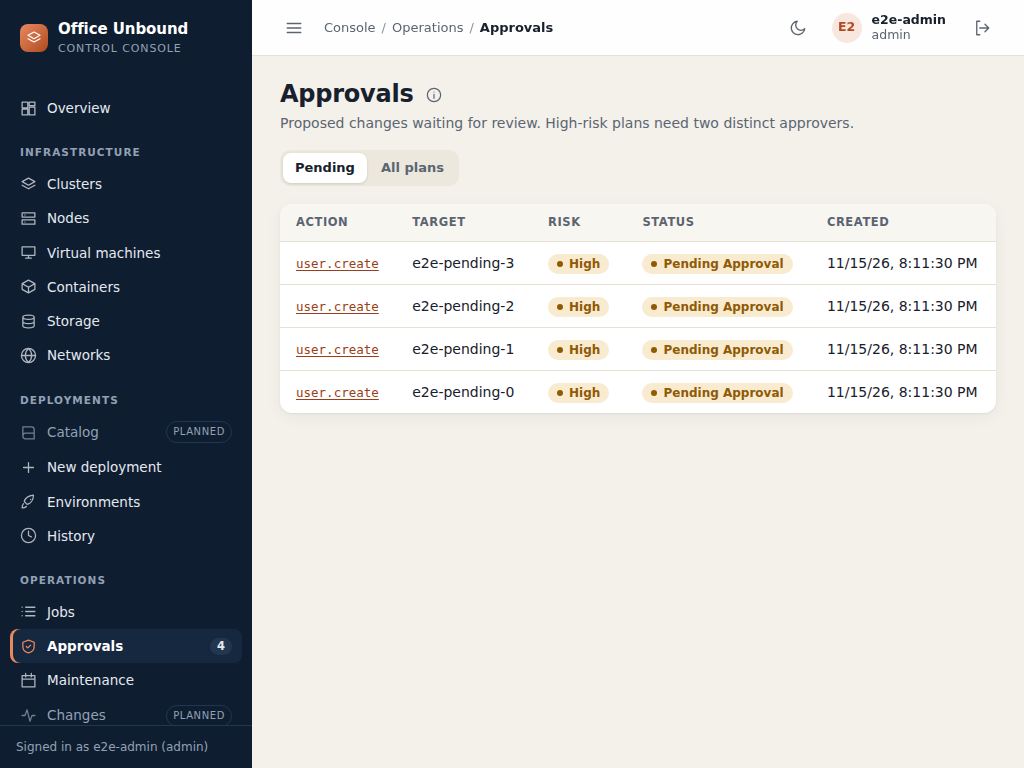 Office Unbound
CONTROL CONSOLE
Overview
INFRASTRUCTURE
Clusters
Nodes
Virtual machines
Containers
Storage
Networks
DEPLOYMENTS
Catalog PLANNED
New deployment
Environments
History
OPERATIONS
Jobs
Approvals 4
Maintenance
Changes PLANNED
Signed in as e2e-admin (admin)
Console / Operations / Approvals
E2 e2e-admin
admin
Approvals
Proposed changes waiting for review. High-risk plans need two distinct approvers.
Pending All plans
ACTION TARGET RISK STATUS CREATED
user.create e2e-pending-3 High Pending Approval 11/15/26, 8:11:30 PM
user.create e2e-pending-2 High Pending Approval 11/15/26, 8:11:30 PM
user.create e2e-pending-1 High Pending Approval 11/15/26, 8:11:30 PM
user.create e2e-pending-0 High Pending Approval 11/15/26, 8:11:30 PM